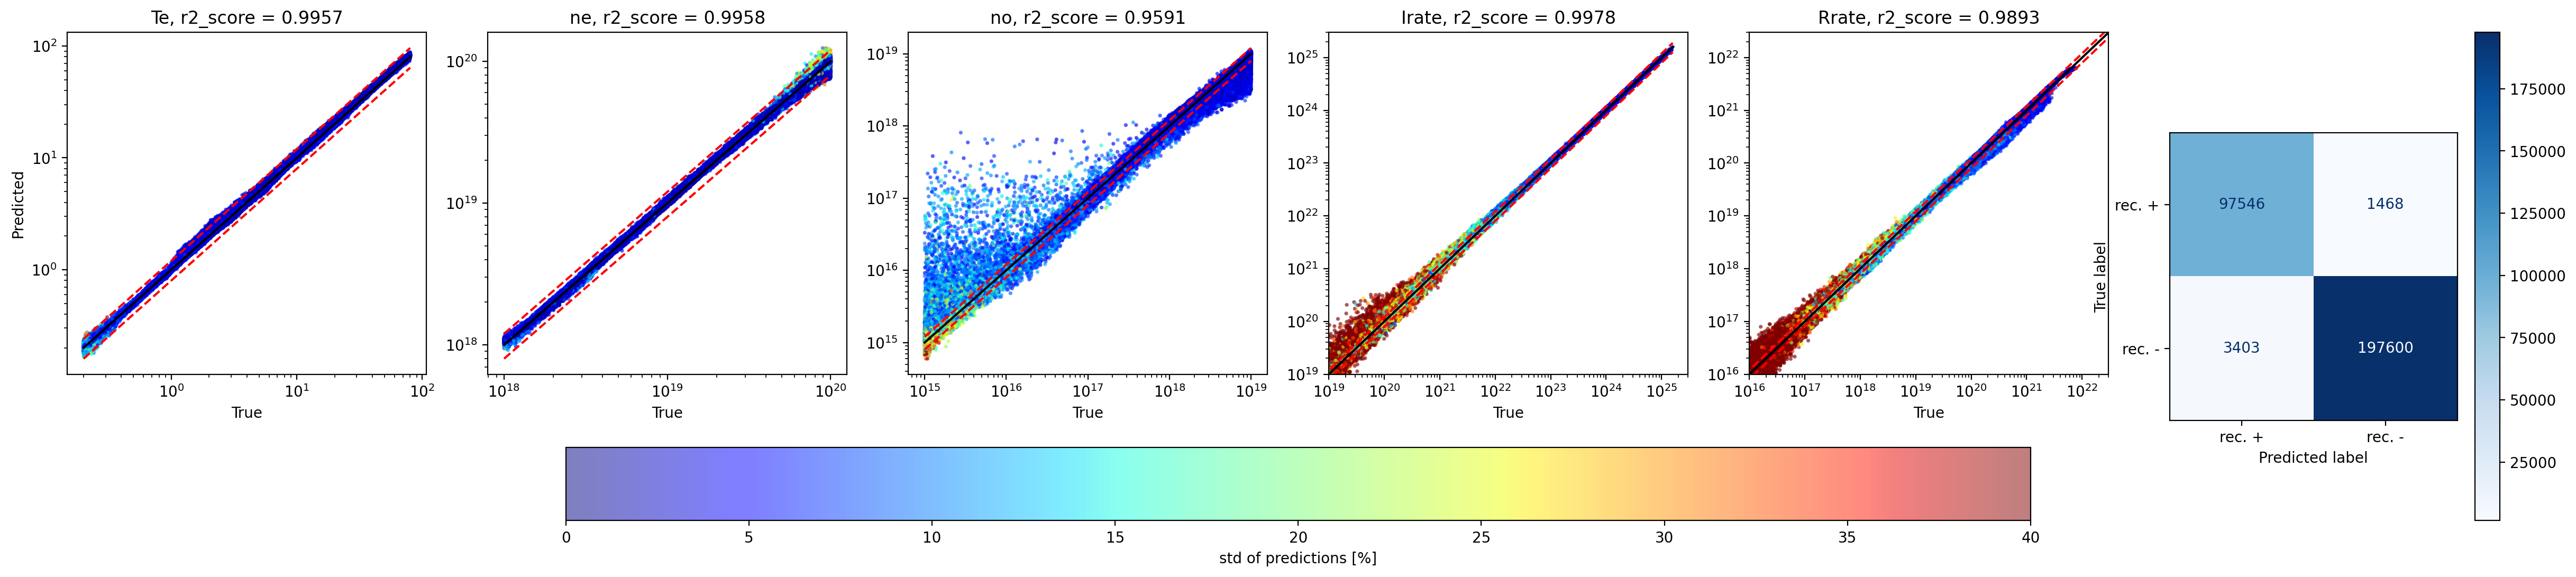 Te, r2_score = 0.9957
10²
10¹
10⁰
Predicted
10⁰ 10¹ 10²
True
ne, r2_score = 0.9958
10²⁰
10¹⁹
10¹⁸
10¹⁸ 10¹⁹ 10²⁰
True
no, r2_score = 0.9591
10¹⁹
10¹⁸
10¹⁷
10¹⁶
10¹⁵
10¹⁵ 10¹⁶ 10¹⁷ 10¹⁸ 10¹⁹
True
Irate, r2_score = 0.9978
10²⁵
10²⁴
10²³
10²²
10²¹
10²⁰
10¹⁹
10¹⁹ 10²⁰ 10²¹ 10²² 10²³ 10²⁴ 10²⁵
True
Rrate, r2_score = 0.9893
10²²
10²¹
10²⁰
10¹⁹
10¹⁸
10¹⁷
10¹⁶
10¹⁶ 10¹⁷ 10¹⁸ 10¹⁹ 10²⁰ 10²¹ 10²²
True
True label
rec. + 97546 1468
rec. - 3403 197600
rec. + rec. -
Predicted label
175000
150000
125000
100000
75000
50000
25000
0 5 10 15 20 25 30 35 40
std of predictions [%]